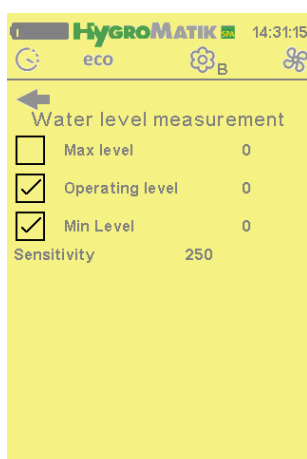 HYGROMATIK SPA 14:31:15
eco B
Water level measurement
Max level 0
Operating level 0
Min Level 0
Sensitivity 250